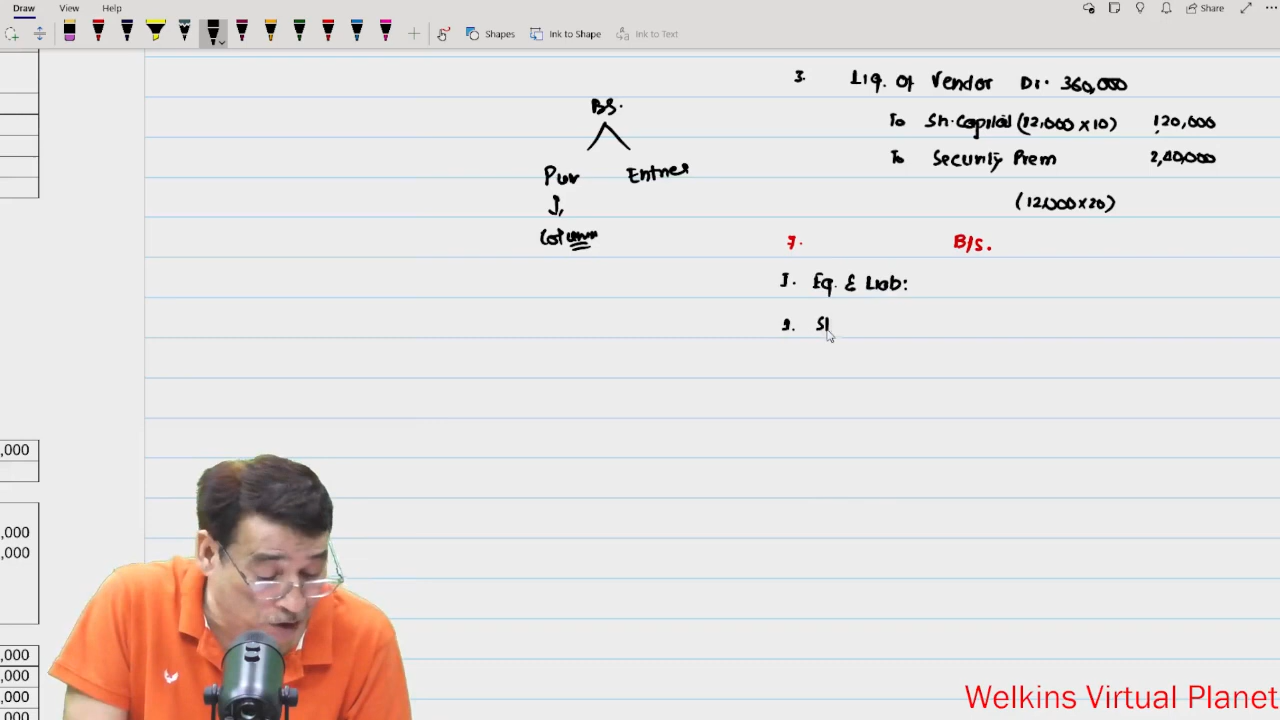 Draw View Help Share
Shapes Ink to Shape Ink to Text
3. Liq. of Vendor Dr. 360,000
To Sh. Capital (12,000 x 10) 120,000
To Security Prem 2,40,000
(12,000 x 20)
BS.
Pur Entries
Column
7. B/S.
I. Eq. & Liab:
1. Sh
,000
,000
,000
,000
,000
,000
,000
Welkins Virtual Planet